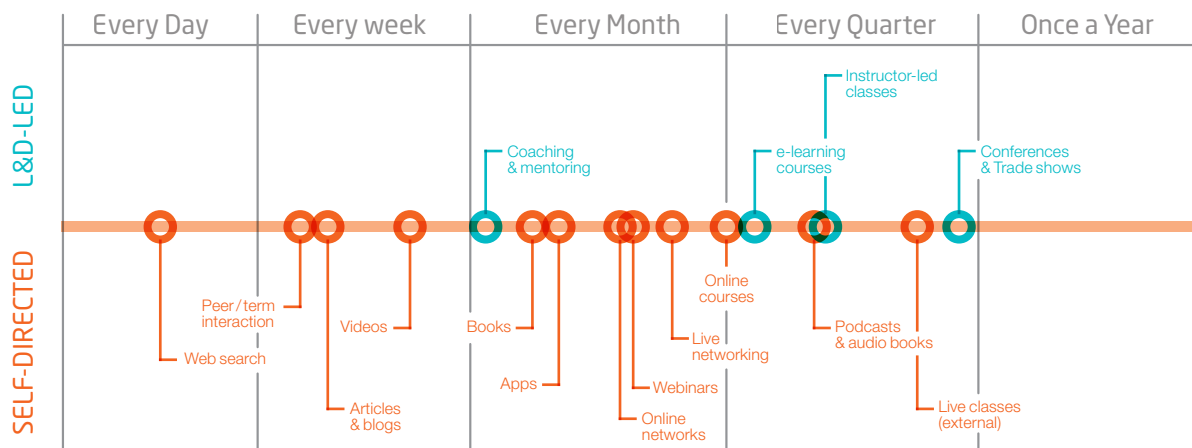 Every Day
Every week
Every Month
Every Quarter
Once a Year
L&D-LED
Instructor-led
classes
Coaching
& mentoring
e-learning
courses
Conferences
& Trade shows
SELF-DIRECTED
Online
courses
Peer/term
interaction
Videos
Books
Podcasts
& audio books
Live
networking
Web search
Apps
Webinars
Articles
& blogs
Online
networks
Live classes
(external)